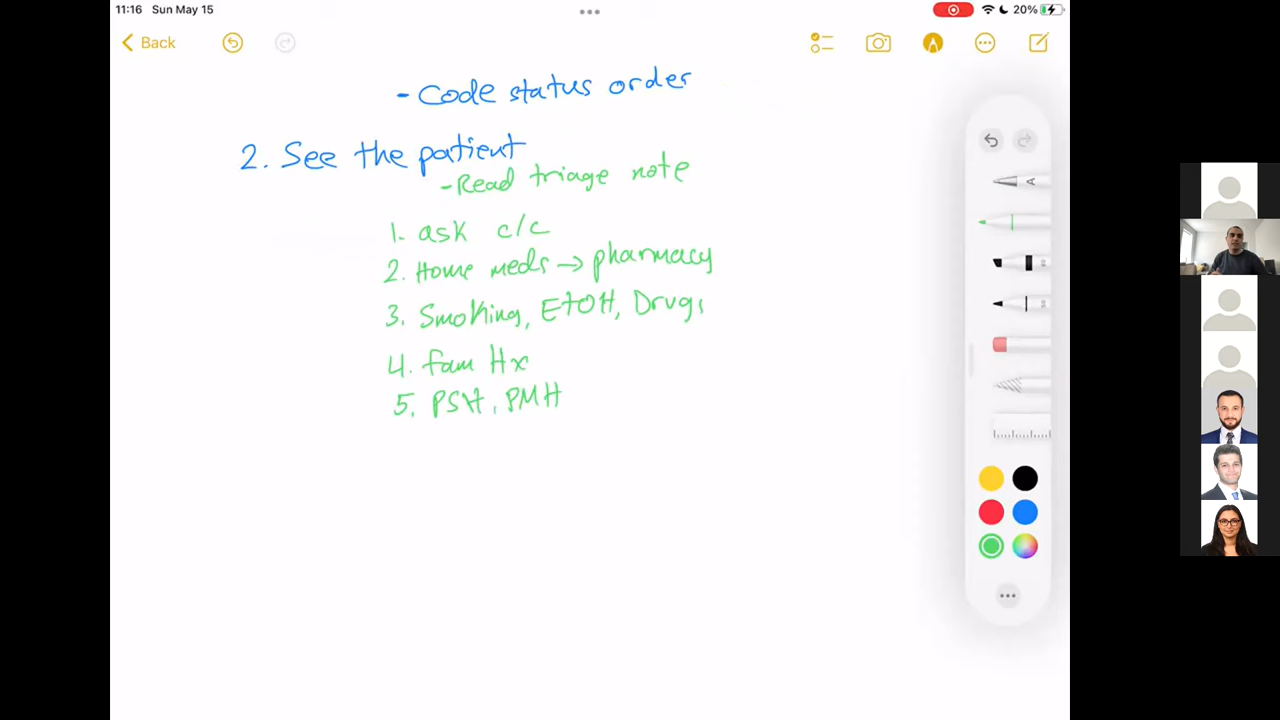 11:16 Sun May 15
20%
Back
- Code status order
2. See the patient
- Read triage note
1. ask c/c
2. Home meds → pharmacy
3. Smoking, EtOH, Drugs
4. fam Hx
5. PSH, PMH
A